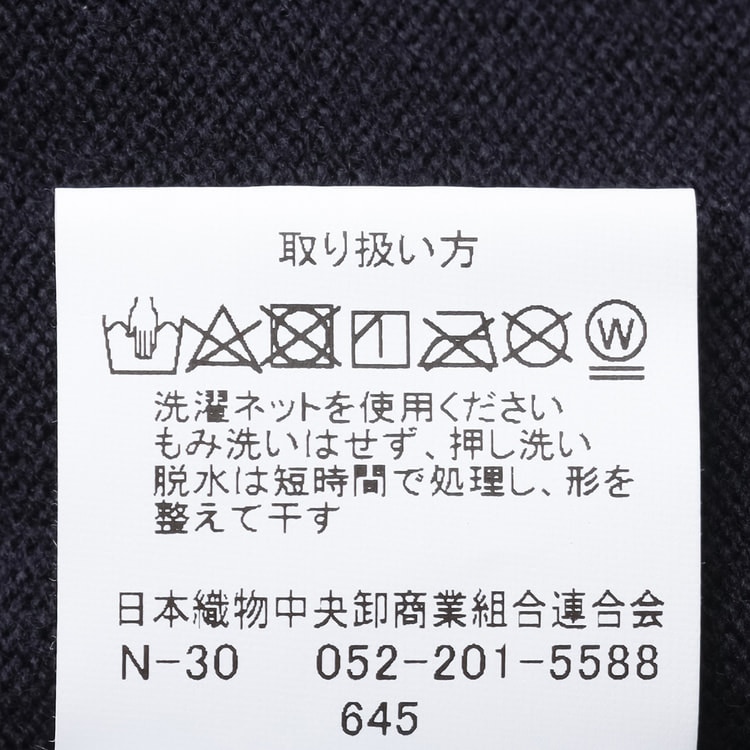 取り扱い方
W
洗濯ネットを使用ください
もみ洗いはせず、押し洗い
脱水は短時間で処理し、形を
整えて干す
日本織物中央卸商業組合連合会
N-30 052-201-5588
645